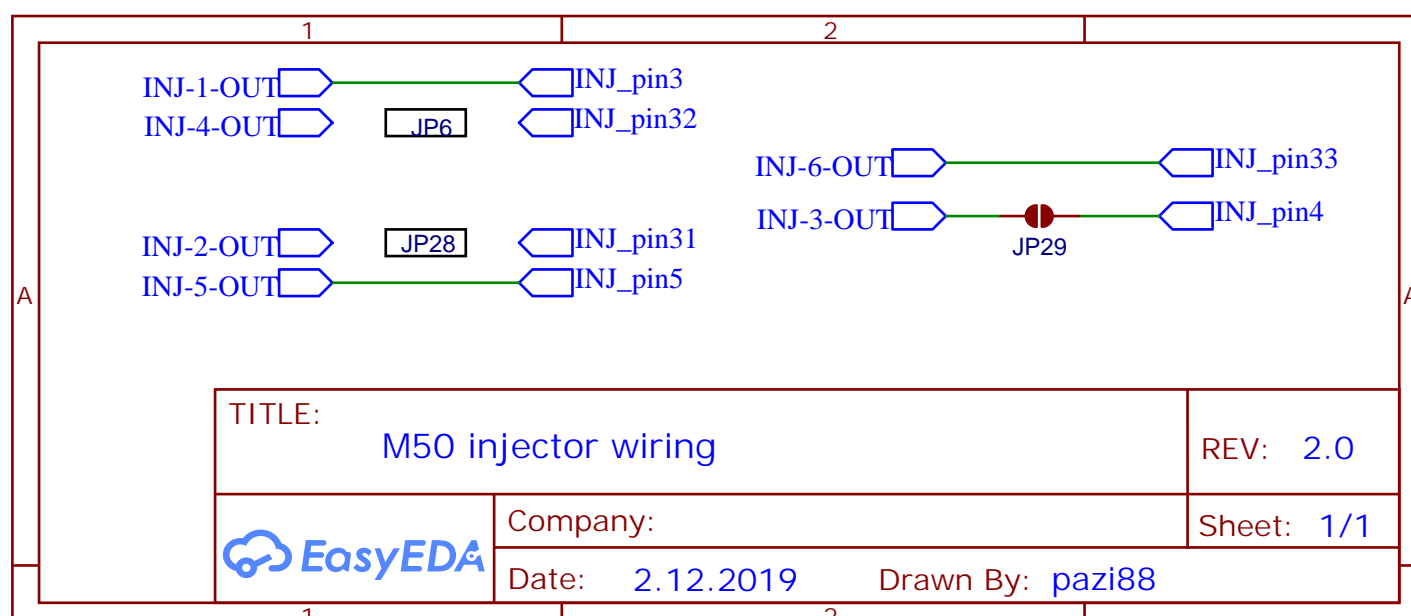 1 2
INJ-1-OUT INJ_pin3
INJ-4-OUT JP6 INJ_pin32
INJ-6-OUT INJ_pin33
INJ-3-OUT INJ_pin4
JP29
INJ-2-OUT JP28 INJ_pin31
INJ-5-OUT INJ_pin5
A A
TITLE:
M50 injector wiring
REV: 2.0
EasyEDA
Company:
Sheet: 1/1
Date: 2.12.2019 Drawn By: pazi88
1 2